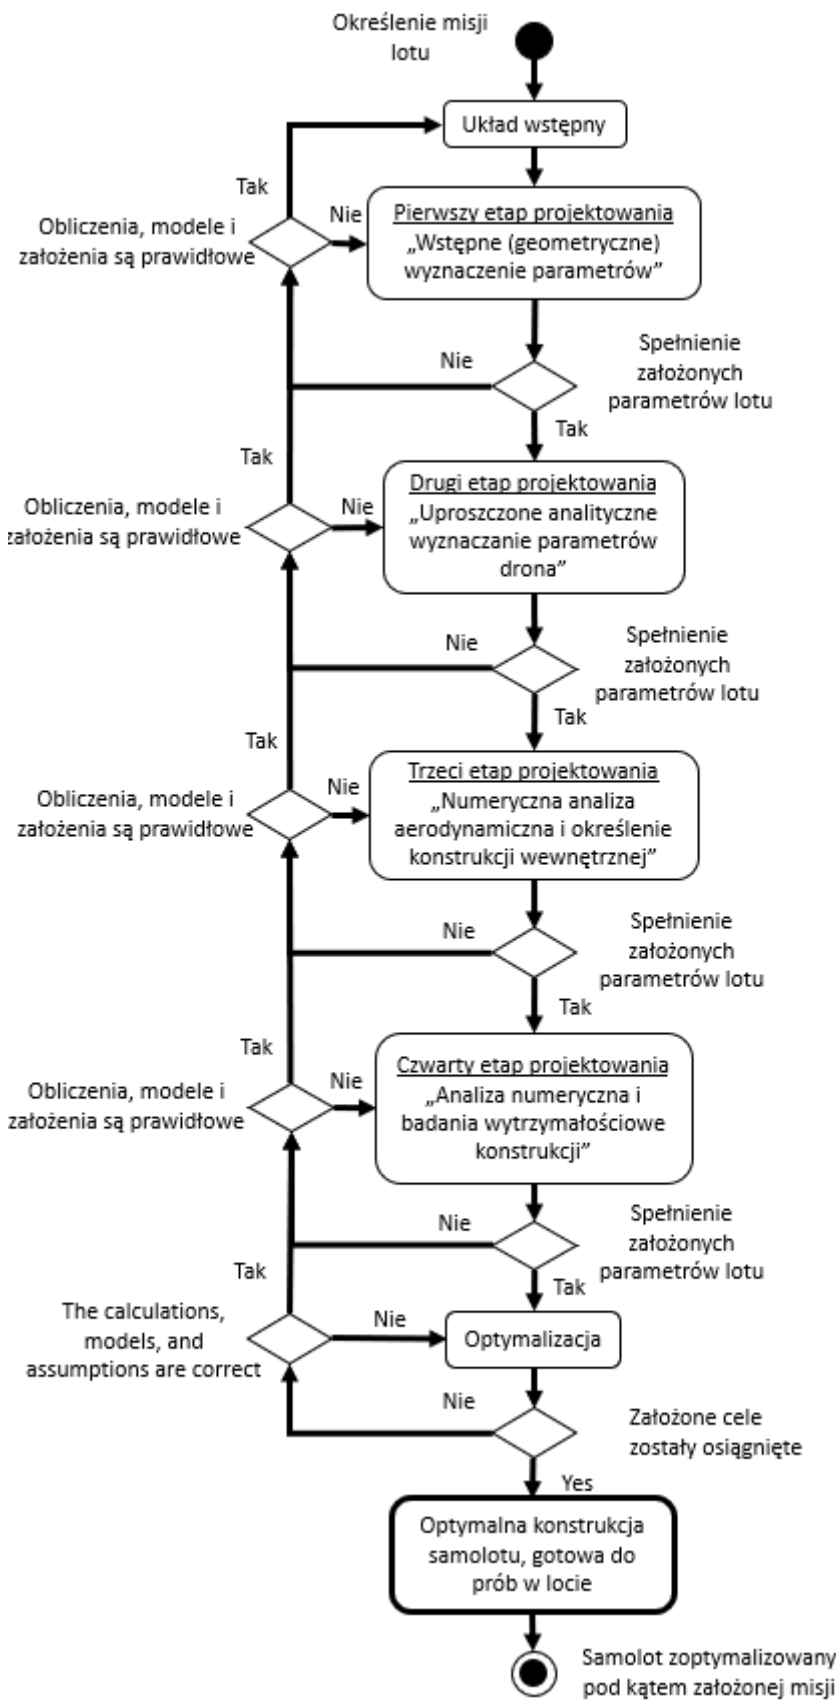 Określenie misji
lotu
Układ wstępny
Tak
Obliczenia, modele i
założenia są prawidłowe
Nie
Pierwszy etap projektowania
„Wstępne (geometryczne)
wyznaczenie parametrów”
Nie
Spełnienie
założonych
parametrów lotu
Tak
Tak
Obliczenia, modele i
założenia są prawidłowe
Nie
Drugi etap projektowania
„Uproszczone analityczne
wyznaczanie parametrów
drona”
Nie
Spełnienie
założonych
parametrów lotu
Tak
Tak
Obliczenia, modele i
założenia są prawidłowe
Nie
Trzeci etap projektowania
„Numeryczna analiza
aerodynamiczna i określenie
konstrukcji wewnętrznej”
Nie
Spełnienie
założonych
parametrów lotu
Tak
Tak
Obliczenia, modele i
założenia są prawidłowe
Nie
Czwarty etap projektowania
„Analiza numeryczna i
badania wytrzymałościowe
konstrukcji”
Nie
Spełnienie
założonych
parametrów lotu
Tak
Tak
The calculations,
models, and
assumptions are correct
Nie
Optymalizacja
Nie
Założone cele
zostały osiągnięte
Yes
Optymalna konstrukcja
samolotu, gotowa do
prób w locie
Samolot zoptymalizowany
pod kątem założonej misji